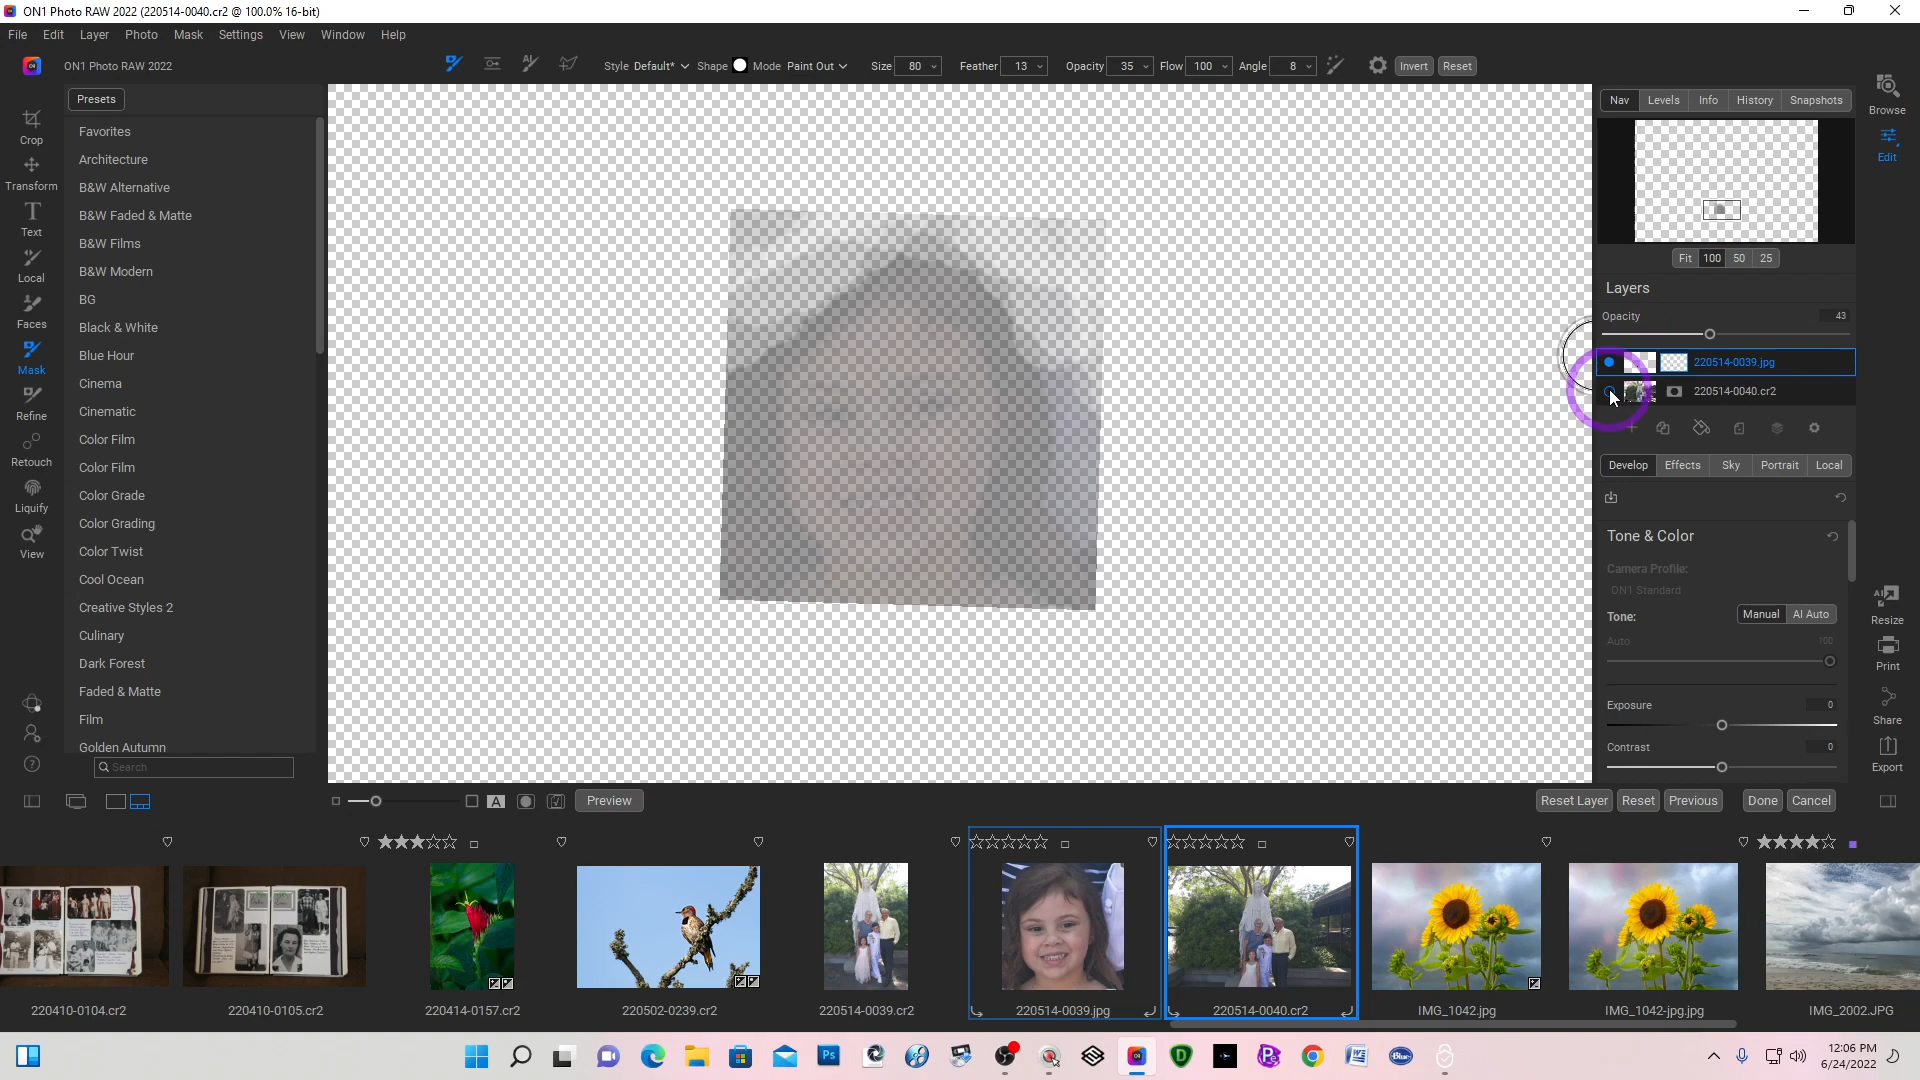 ON1 Photo RAW 2022 (220514-0040.cr2 @ 100.0% 16-bit)
File Edit Layer Photo Mask Settings View Window Help
ON1 Photo RAW 2022
Style Default* Shape Mode Paint Out Size 80 Feather 13 Opacity 35 Flow 100 Angle 8 Invert Reset
Presets
Favorites
Architecture
B&W Alternative
B&W Faded & Matte
B&W Films
B&W Modern
BG
Black & White
Blue Hour
Cinema
Cinematic
Color Film
Color Film
Color Grade
Color Grading
Color Twist
Cool Ocean
Creative Styles 2
Culinary
Dark Forest
Faded & Matte
Film
Golden Autumn
Search
Crop
Transform
Text
Local
Faces
Mask
Refine
Retouch
Liquify
View
Nav Levels Info History Snapshots
Fit 100 50 25
Layers
Opacity 43
220514-0039.jpg
220514-0040.cr2
Develop Effects Sky Portrait Local
Tone & Color
Camera Profile:
ON1 Standard
Tone: Manual AI Auto
Auto 100
Exposure 0
Contrast 0
Browse
Edit
AI
Resize
Print
Share
Export
A Preview Reset Layer Reset Previous Done Cancel
220410-0104.cr2 220410-0105.cr2 220414-0157.cr2 220502-0239.cr2 220514-0039.cr2 220514-0039.jpg 220514-0040.cr2 IMG_1042.jpg IMG_1042-jpg.jpg IMG_2002.JPG
Ps
Blue
12:06 PM
6/24/2022